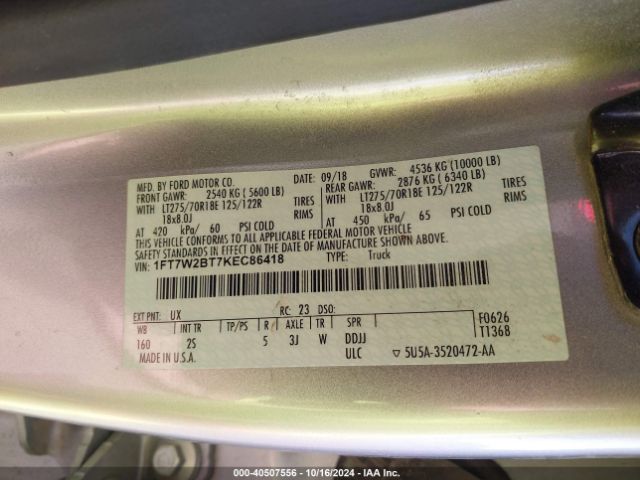 MFD. BY FORD MOTOR CO.
09/18 GVWR: 4536 KG (10000 LB)
FRONT GAWR: 2540 KG (5600 LB)
WITH LT275/70R18E 125/122R TIRES
18x8.0J RIMS
AT 420 kPa/ 60 PSI COLD
REAR GAWR: 2876 KG (6340 LB)
WITH LT275/70R18E 125/122R TIRES
18x8.0J RIMS
AT 450 kPa/ 65 PSI COLD
THIS VEHICLE CONFORMS TO ALL APPLICABLE FEDERAL MOTOR VEHICLE
SAFETY STANDARDS IN EFFECT ON THE DATE OF MANUFACTURE SHOWN ABOVE.
VIN: 1FT7W2BT7KEC86418 TYPE: Truck
EXT PNT: UX RC: 23 DSO:
WB INT TR TP/PS R AXLE TR SPR
160 2S 5 3J W DDJJ
ULC
F0626
T1368
MADE IN U.S.A.
▽ 5U5A-3520472-AA
000-40507556 - 10/16/2024 - IAA Inc.